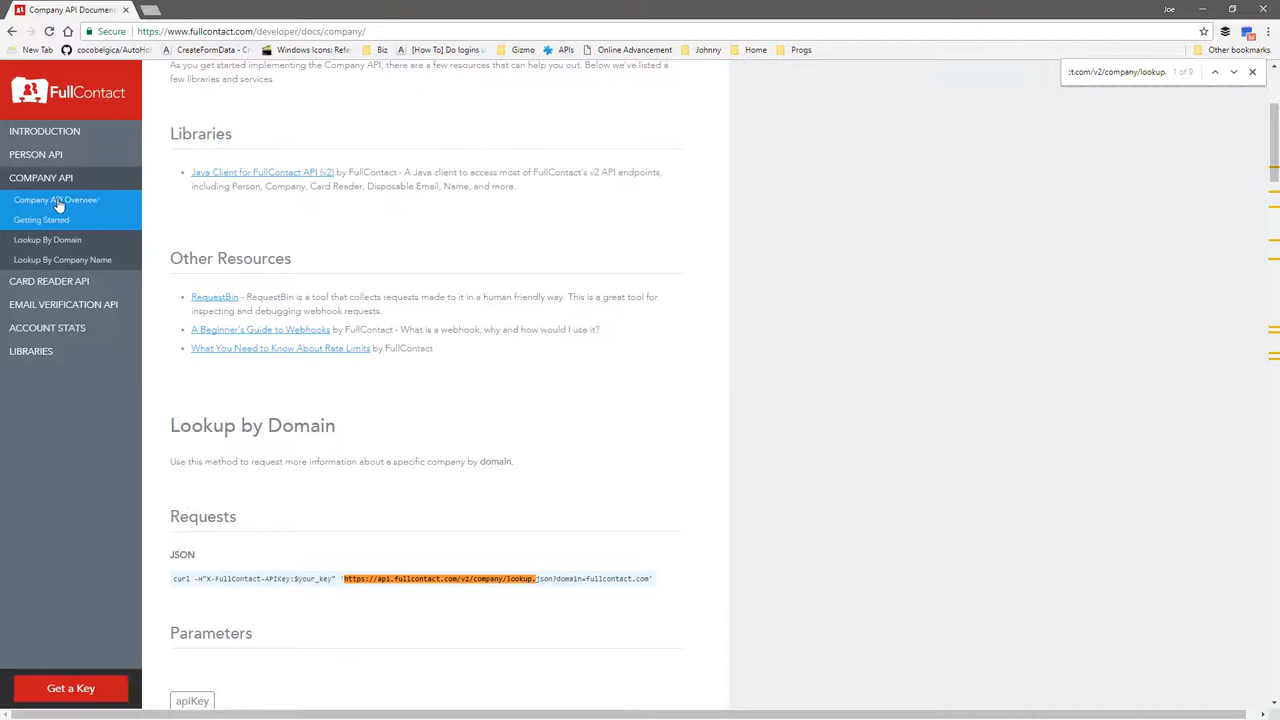 Company API Document
Joe
Secure
https://www.fullcontact.com/developer/docs/company/
New Tab
cocobelgica/AutoHo
CreateFormData - C
Windows Icons: Refe
Biz
[How To] Do logins u
Gizmo
APIs
Online Advancement
Johnny
Home
Progs
Other bookmarks
:t.com/v2/company/lookup.
1 of 9
FullContact
INTRODUCTION
PERSON API
COMPANY API
Company API Overview
Getting Started
Lookup By Domain
Lookup By Company Name
CARD READER API
EMAIL VERIFICATION API
ACCOUNT STATS
LIBRARIES
Get a Key
As you get started implementing the Company API, there are a few resources that can help you out. Below we've listed a
few libraries and services.
Libraries
Java Client for FullContact API (v2) by FullContact - A Java client to access most of FullContact's v2 API endpoints,
including Person, Company, Card Reader, Disposable Email, Name, and more.
Other Resources
RequestBin - RequestBin is a tool that collects requests made to it in a human friendly way. This is a great tool for
inspecting and debugging webhook requests.
A Beginner's Guide to Webhooks by FullContact - What is a webhook, why and how would I use it?
What You Need to Know About Rate Limits by FullContact
Lookup by Domain
Use this method to request more information about a specific company by domain.
Requests
JSON
curl -H"X-FullContact-APIKey:$your_key" 'https://api.fullcontact.com/v2/company/lookup.json?domain=fullcontact.com'
Parameters
apiKey